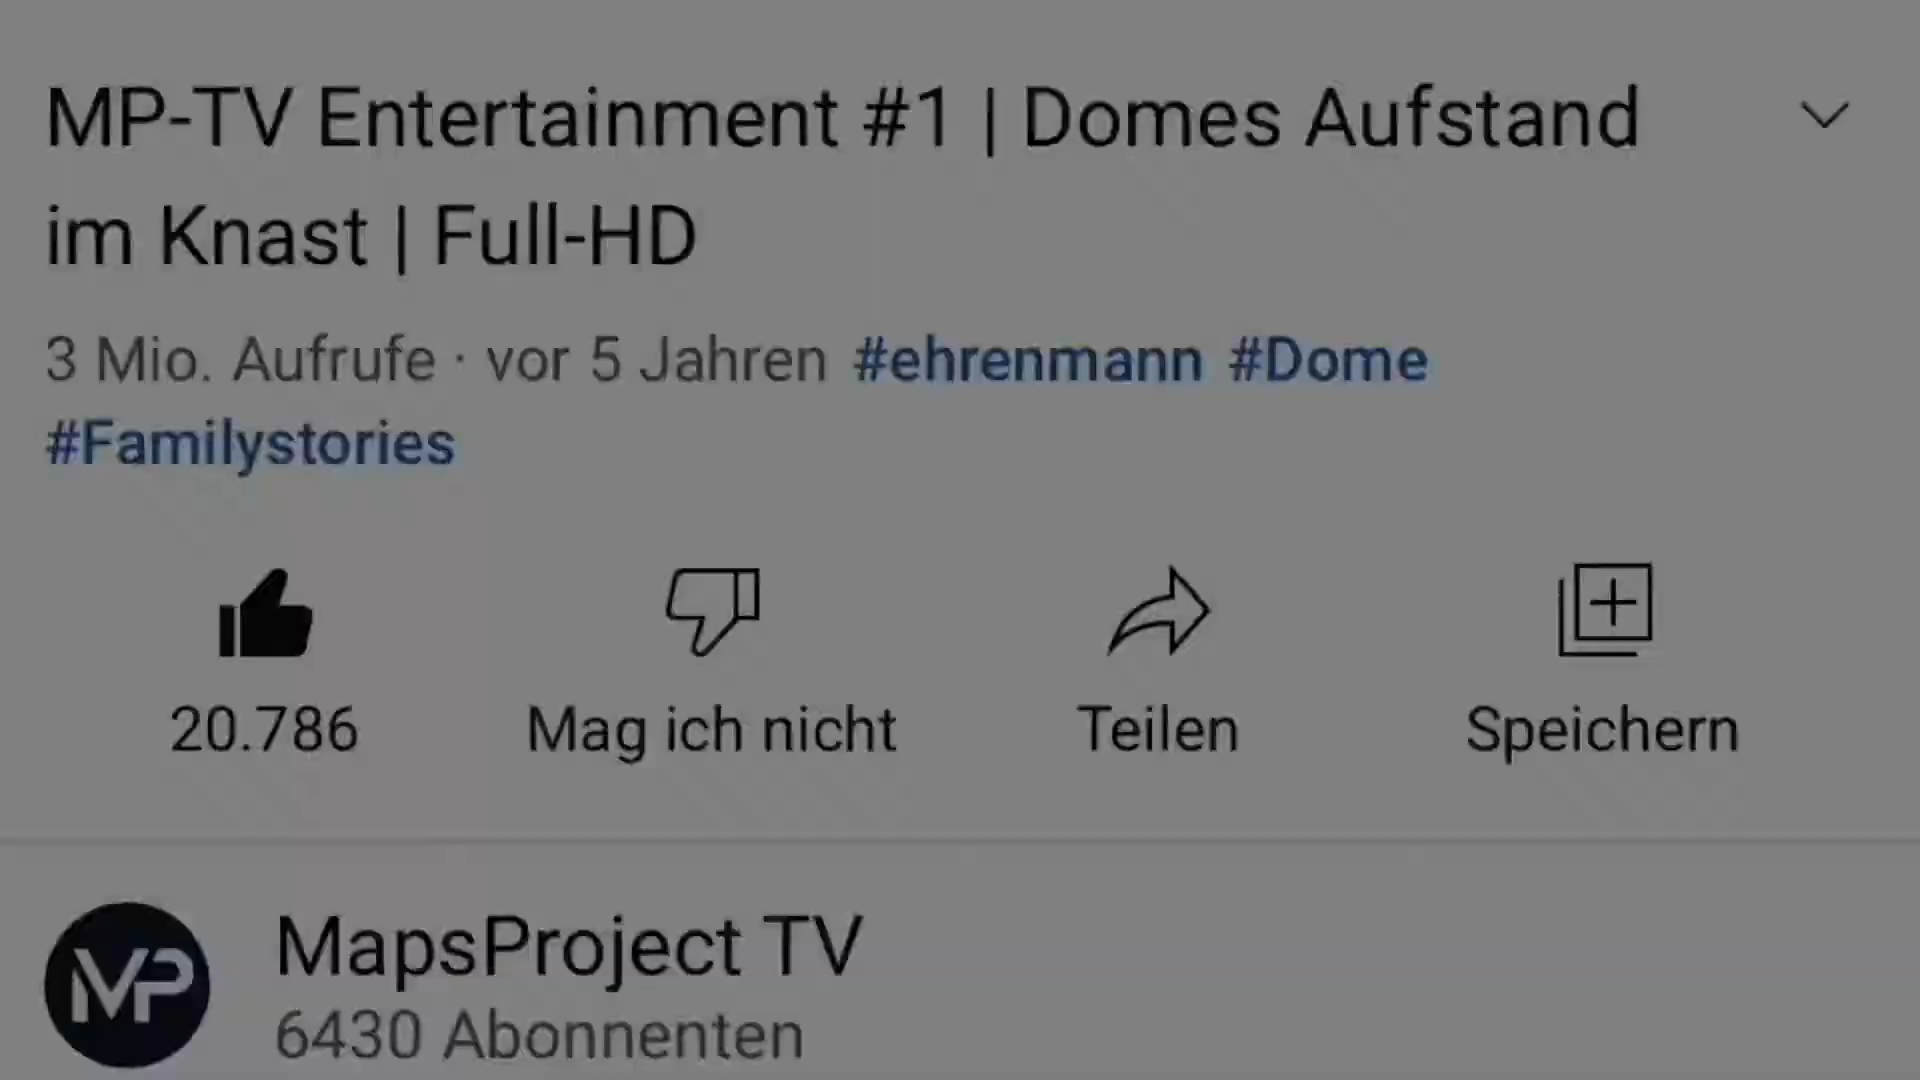 MP-TV Entertainment #1 | Domes Aufstand
im Knast | Full-HD
3 Mio. Aufrufe · vor 5 Jahren #ehrenmann #Dome
#Familystories
20.786 Mag ich nicht Teilen Speichern
MP MapsProject TV
6430 Abonnenten